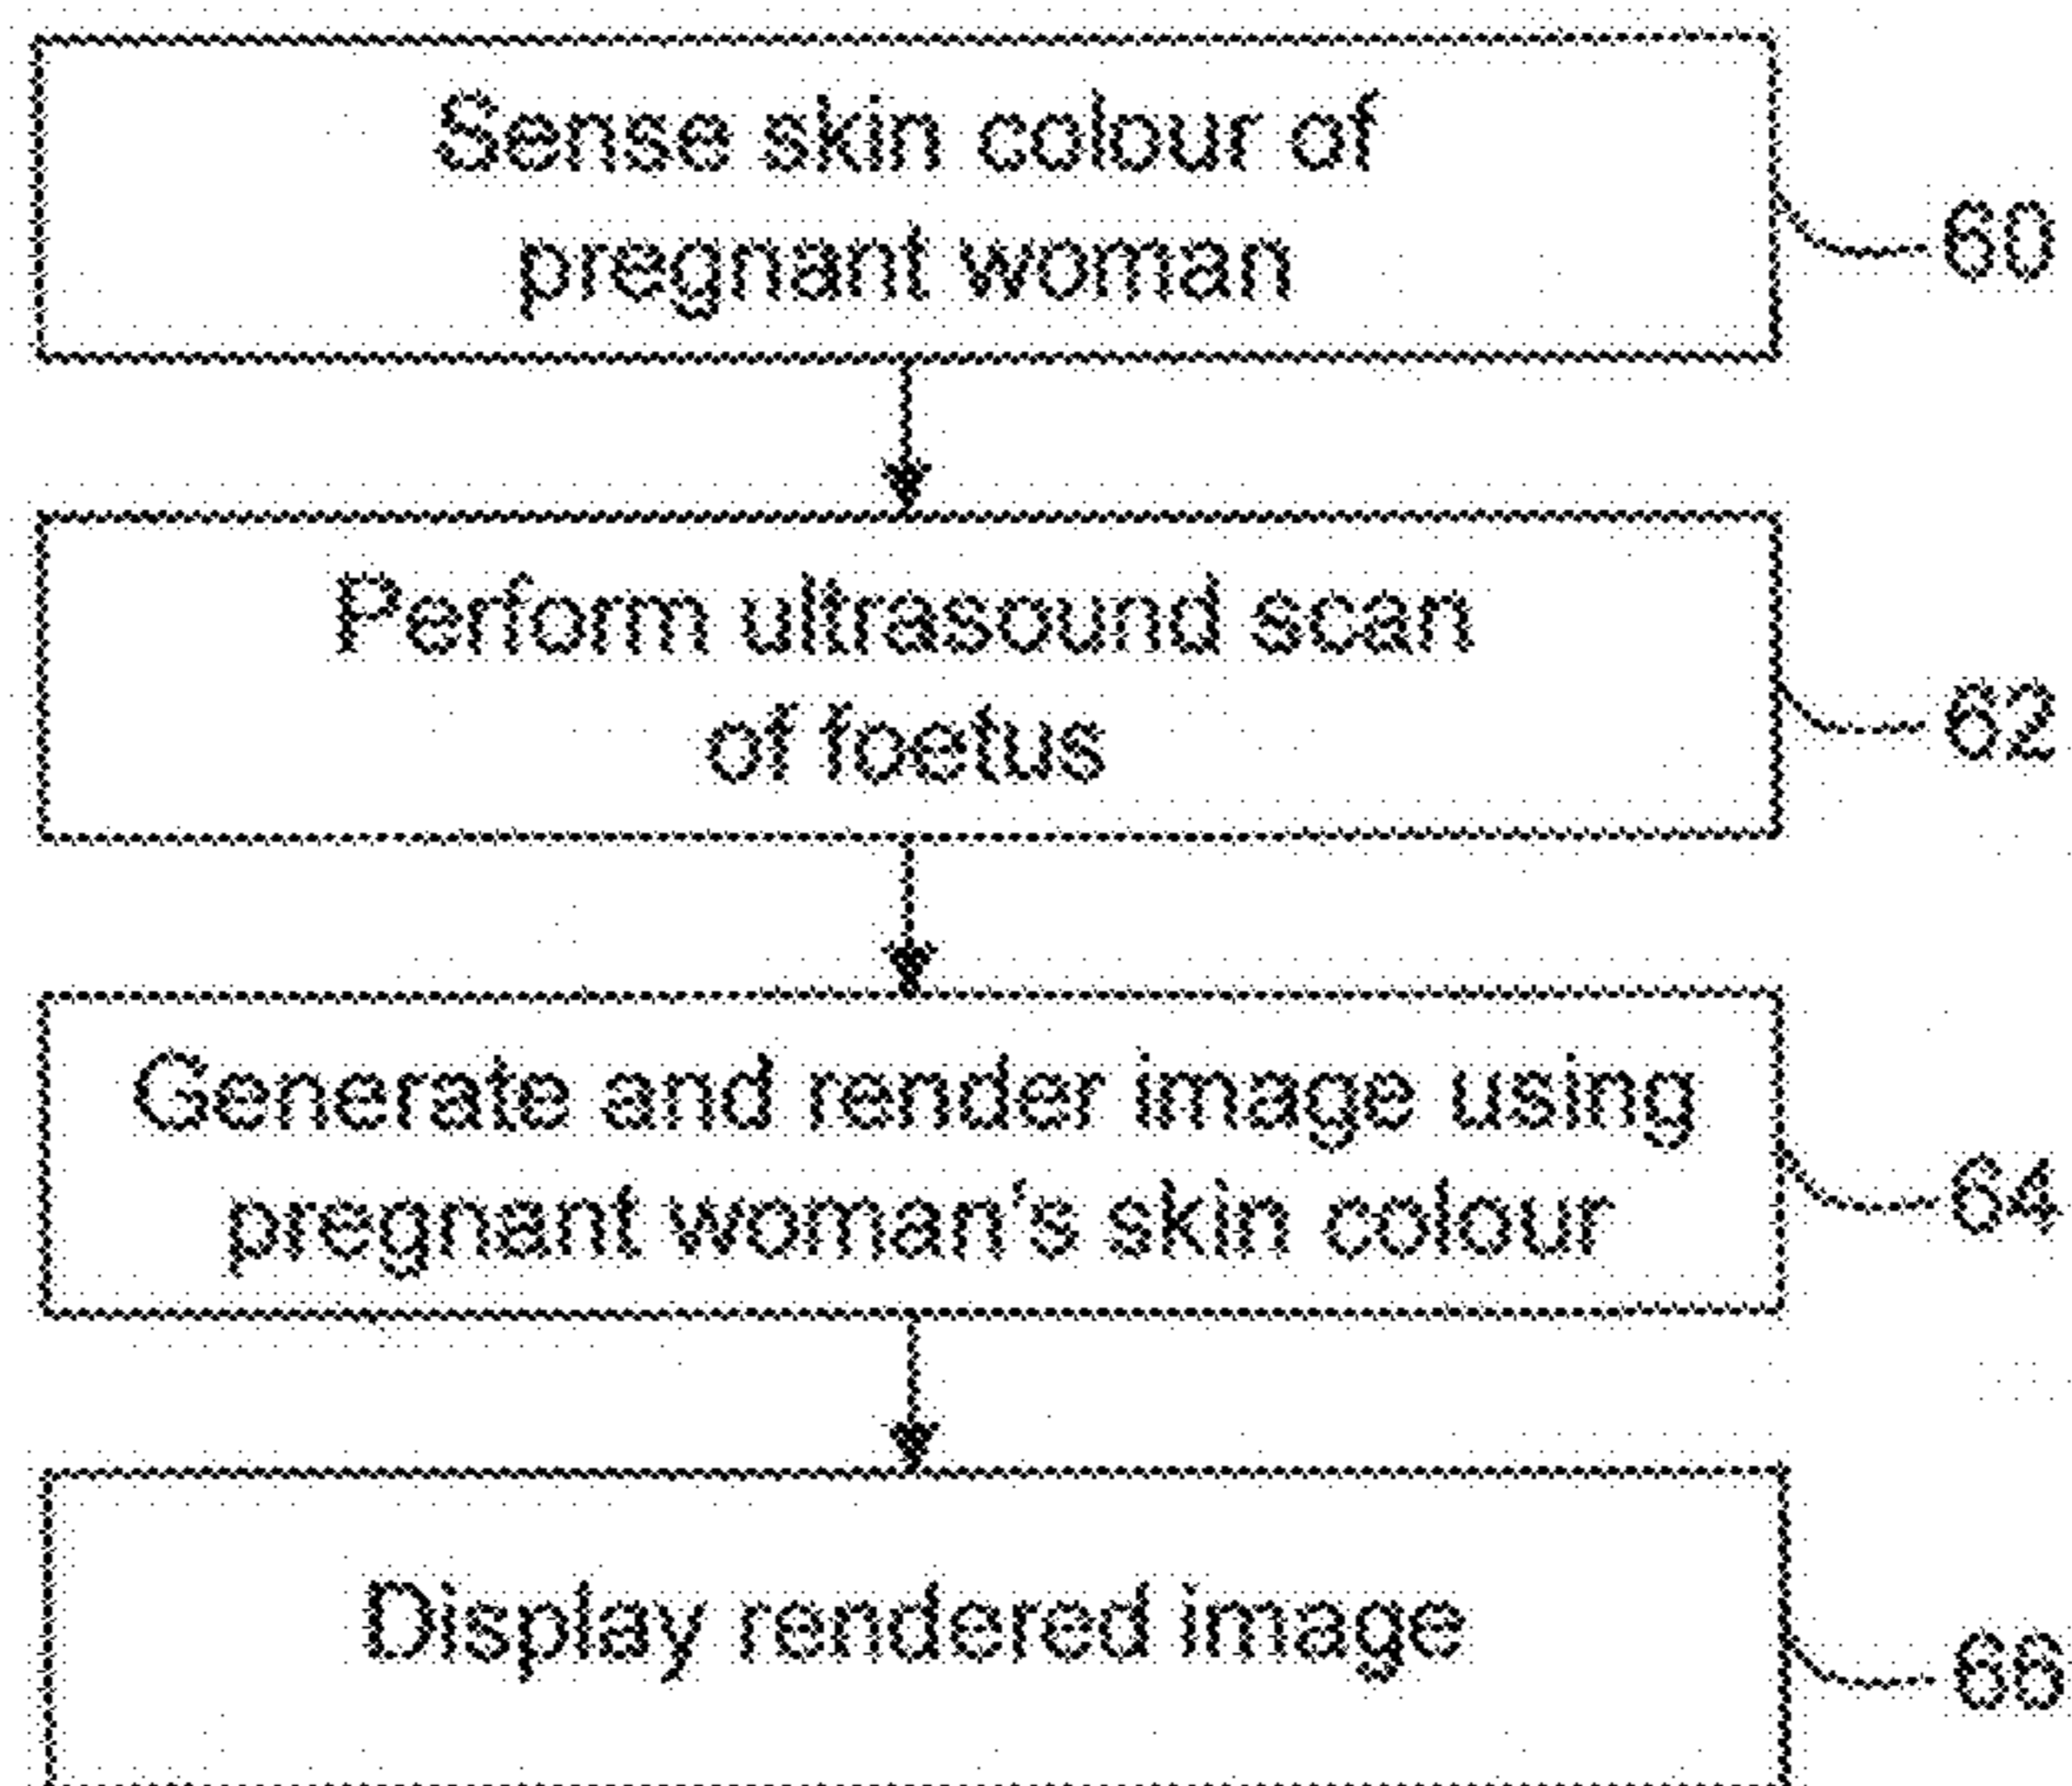 Sense skin colour of
pregnant woman
60
Perform ultrasound scan
of foetus
62
Generate and render image using
pregnant woman's skin colour
64
Display rendered image
66